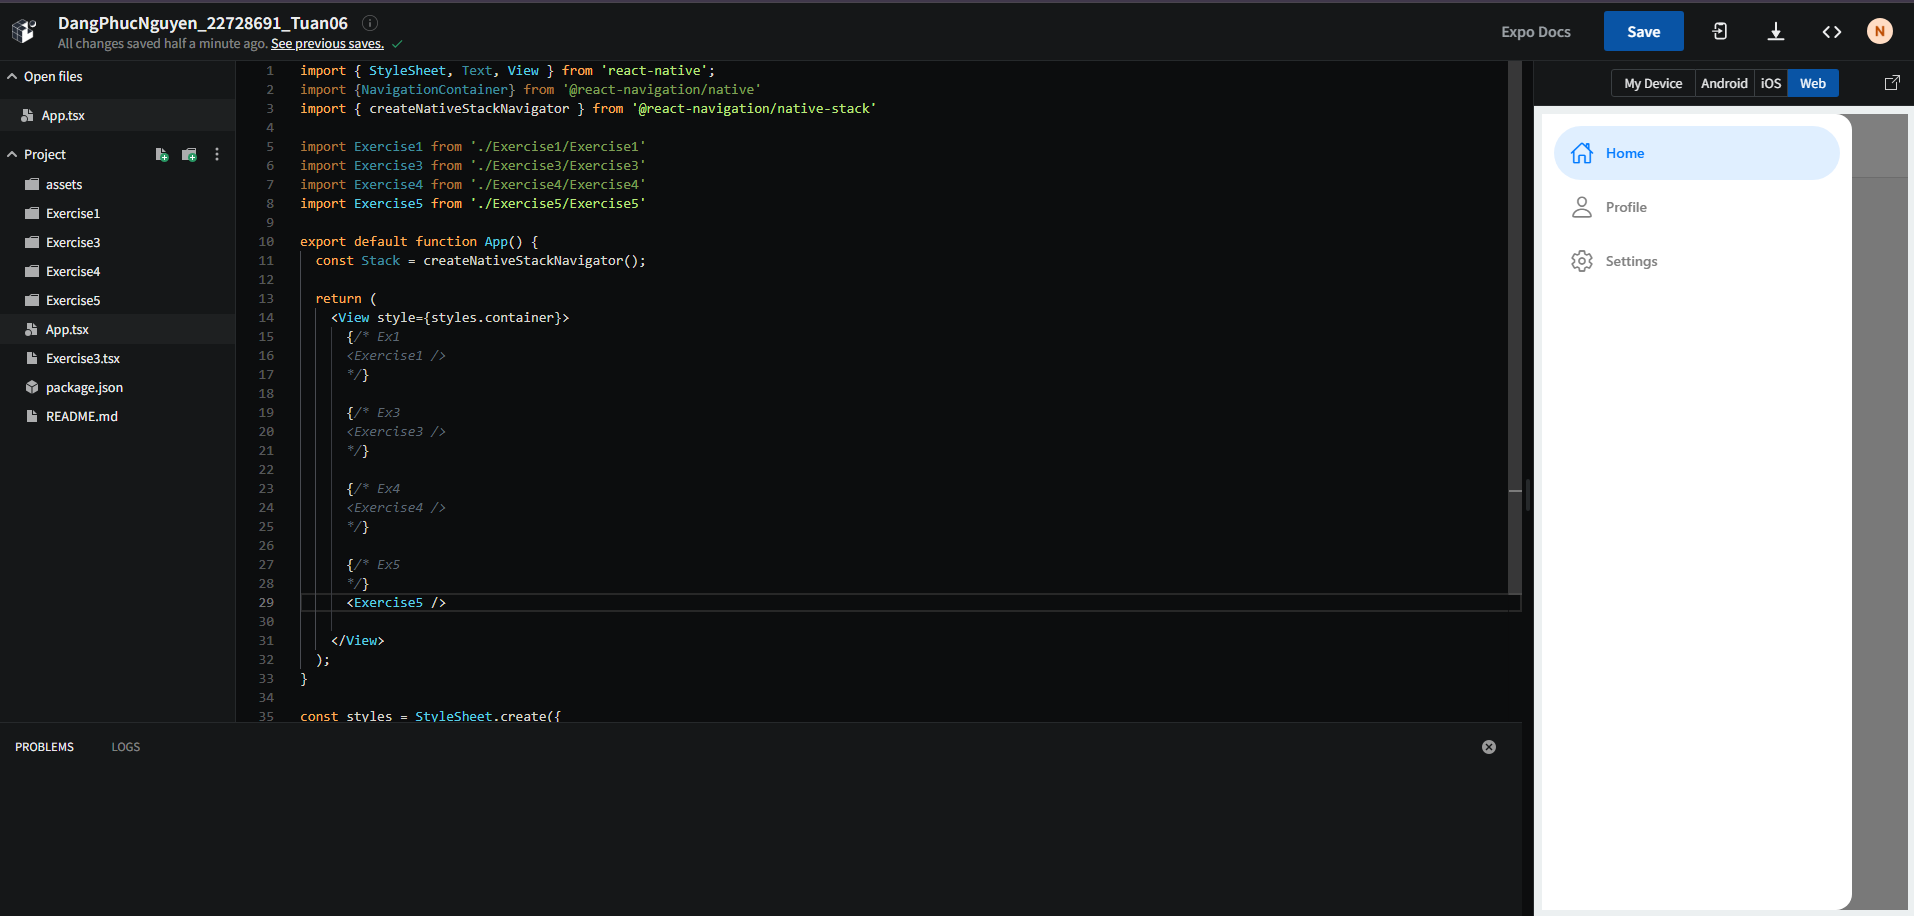 DangPhucNguyen_22728691_Tuan06
All changes saved half a minute ago. See previous saves.
Expo Docs
Save
N
Open files
App.tsx
Project
assets
Exercise1
Exercise3
Exercise4
Exercise5
App.tsx
Exercise3.tsx
package.json
README.md
1 import { StyleSheet, Text, View } from 'react-native';
2 import {NavigationContainer} from '@react-navigation/native'
3 import { createNativeStackNavigator } from '@react-navigation/native-stack'
4
5 import Exercise1 from './Exercise1/Exercise1'
6 import Exercise3 from './Exercise3/Exercise3'
7 import Exercise4 from './Exercise4/Exercise4'
8 import Exercise5 from './Exercise5/Exercise5'
9
10 export default function App() {
11 const Stack = createNativeStackNavigator();
12
13 return (
14 <View style={styles.container}>
15 {/* Ex1
16 <Exercise1 />
17 */}
18
19 {/* Ex3
20 <Exercise3 />
21 */}
22
23 {/* Ex4
24 <Exercise4 />
25 */}
26
27 {/* Ex5
28 */}
29 <Exercise5 />
30
31 </View>
32 );
33 }
34
35 const styles = StyleSheet.create({
PROBLEMS
LOGS
My Device
Android
iOS
Web
Home
Profile
Settings